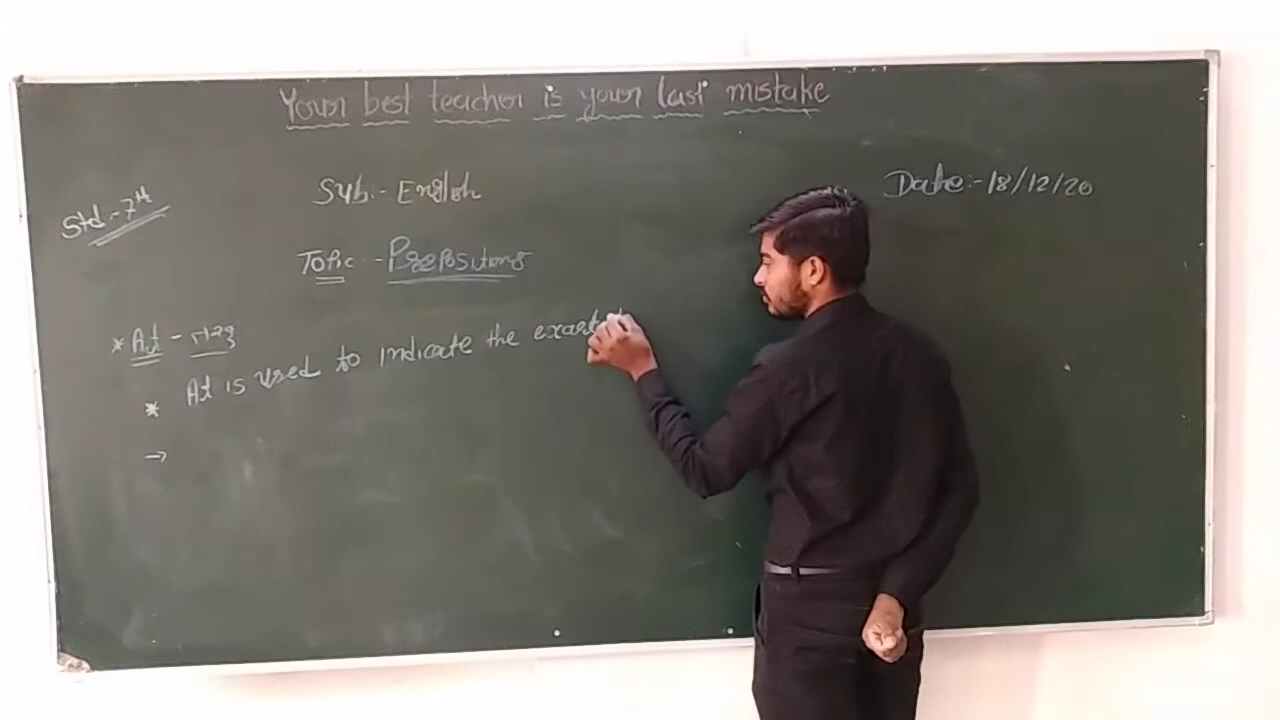 Your best teacher is your last mistake
Std.-7th
Sub:- English
Date:-18/12/20
Topic :- Prepositions
* At -
* At is used to indicate the exact
→